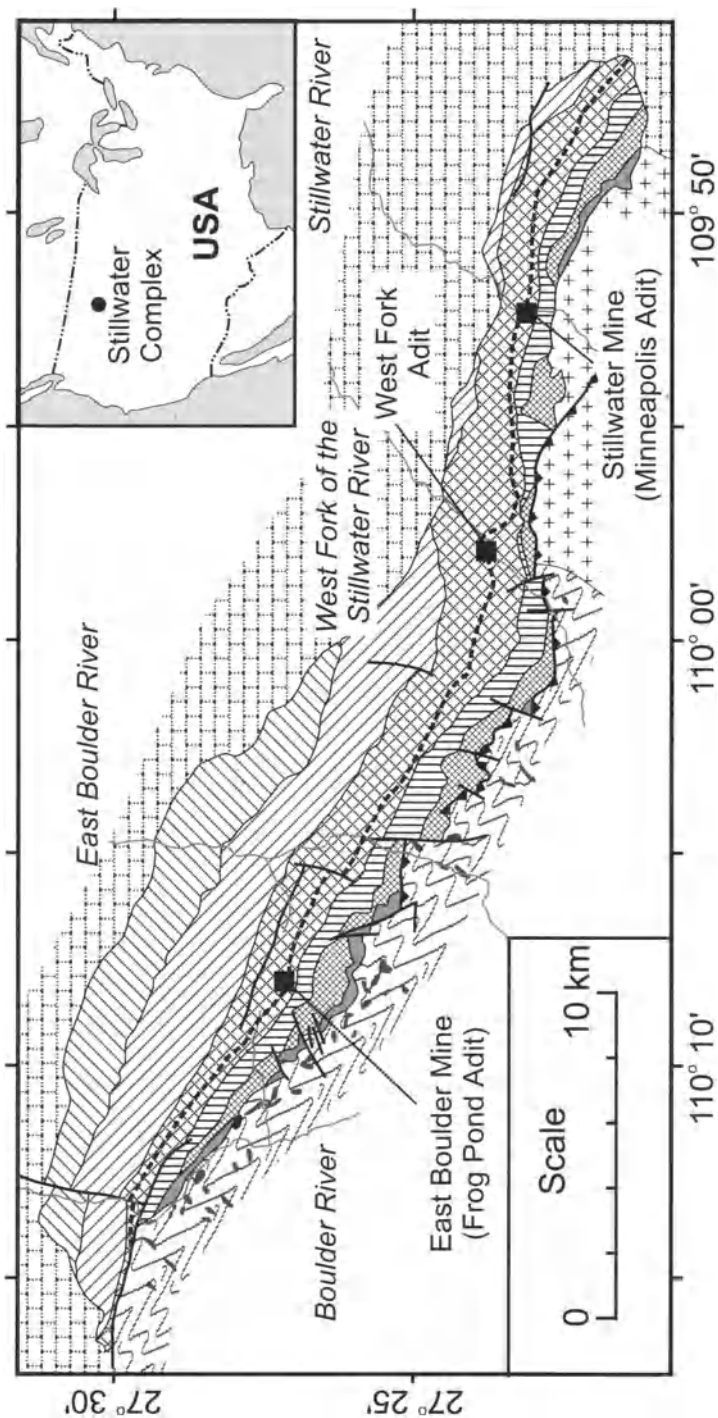 Stillwater
Complex
USA
Stillwater River
West Fork of the
Stillwater River
West Fork
Adit
East Boulder River
Boulder River
Stillwater Mine
(Minneapolis Adit)
East Boulder Mine
(Frog Pond Adit)
Scale
0
10 km
27° 30'
27° 25'
110° 10'
110° 00'
109° 50'